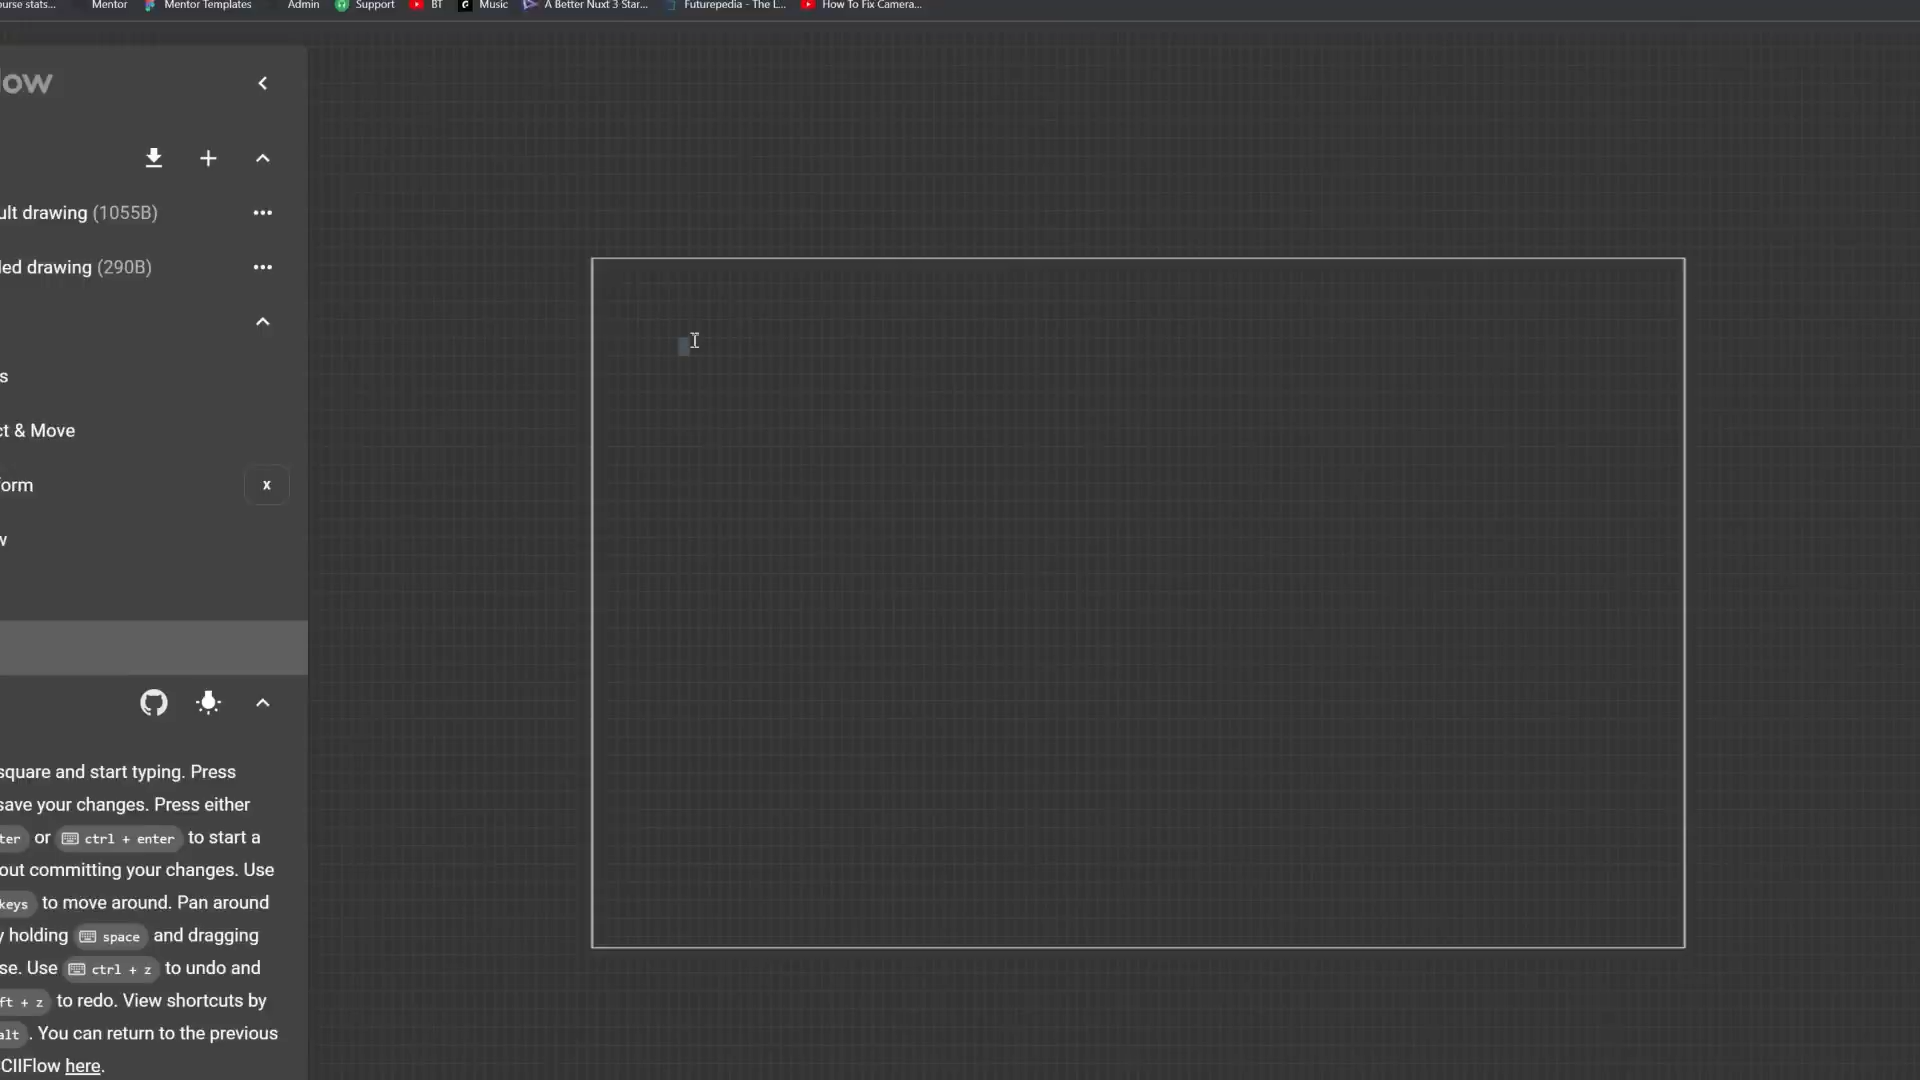 ourse stats...
Mentor
Mentor Templates
Admin
Support
BT
Music
A Better Nuxt 3 Star...
Futurepedia - The L...
How To Fix Camera...
low
ult drawing (1055B)
led drawing (290B)
s
ct & Move
orm
x
w
square and start typing. Press
save your changes. Press either
ter or ctrl + enter to start a
out committing your changes. Use
keys to move around. Pan around
y holding space and dragging
se. Use ctrl + z to undo and
ft + z to redo. View shortcuts by
alt . You can return to the previous
CIIFlow here.